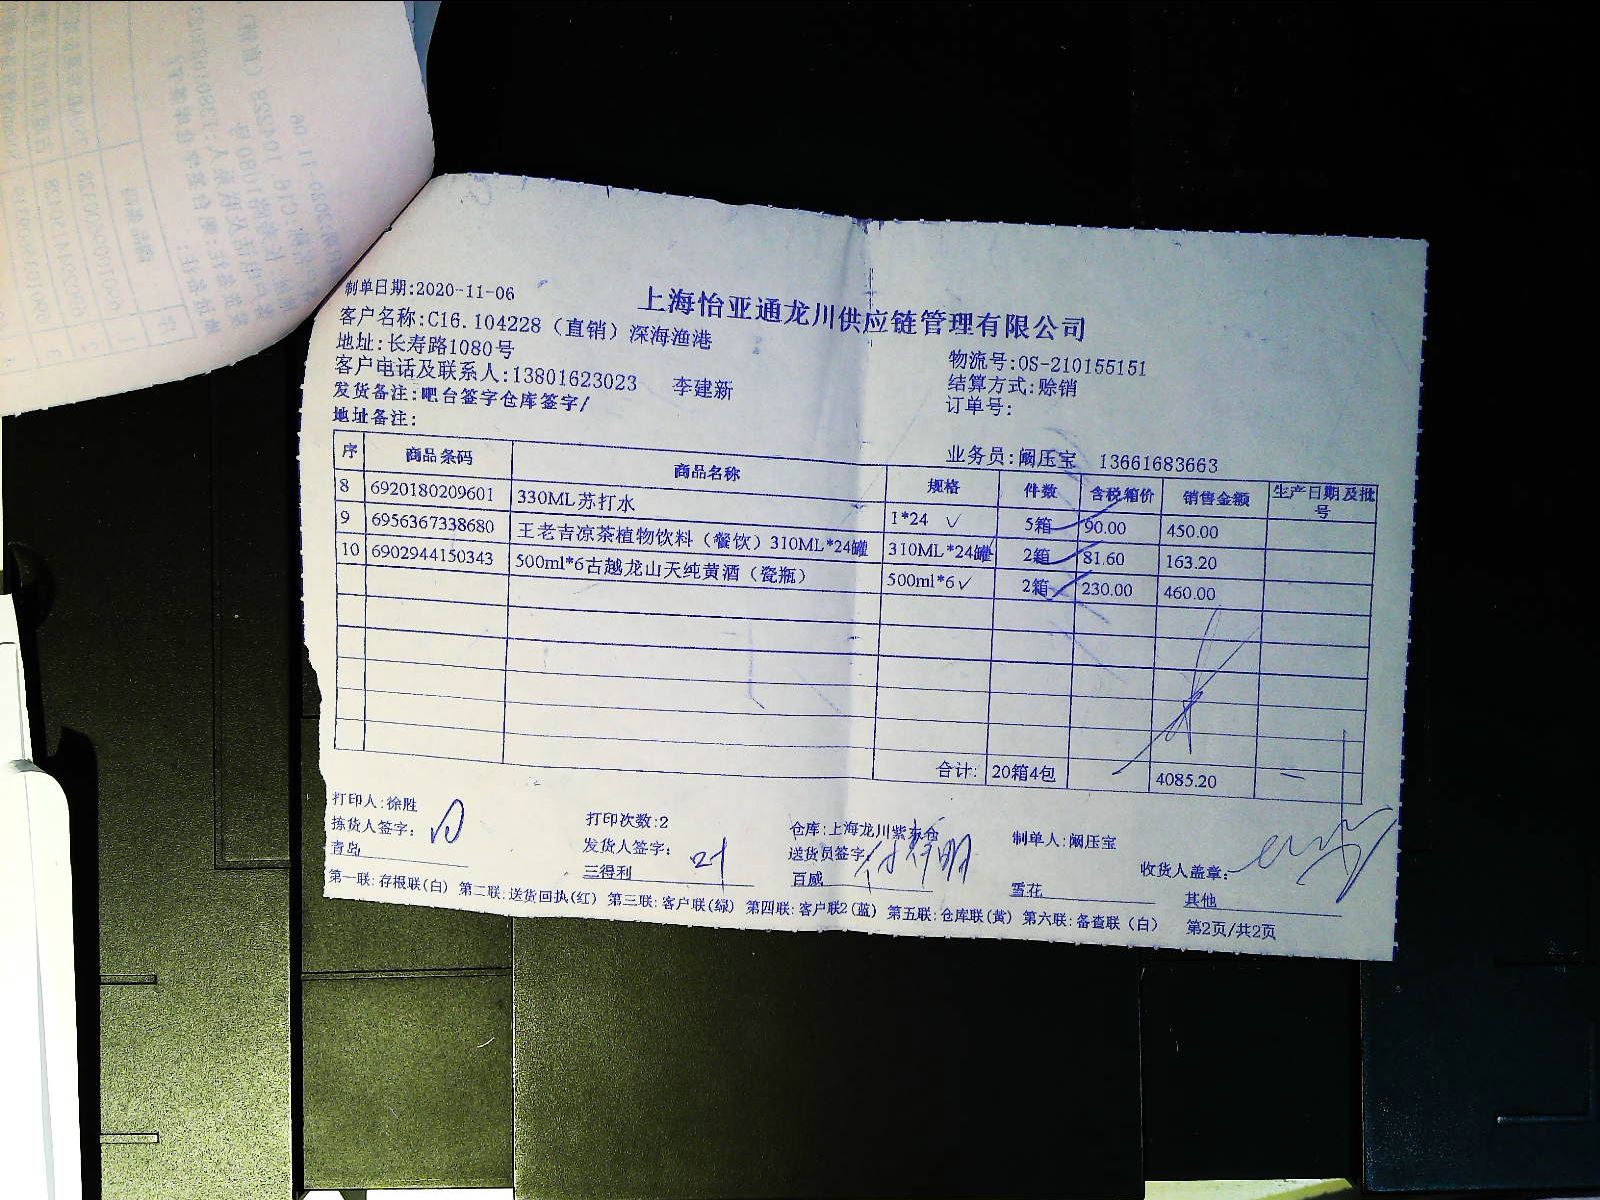 上海怡亚通龙川供应链管理有限公司
制单日期:2020-11-06
客户名称:C16.104228（直销）深海渔港
物流号:OS-210155151
地址:长寿路1080号
结算方式:赊销
客户电话及联系人:13801623023 李建新
订单号:
发货备注:吧台签字仓库签字/
地址备注:
业务员:阚压宝 13661683663
序 商品条码 商品名称 规格 件数 含税箱价 销售金额 生产日期及批号
8 6920180209601 330ML苏打水 1*24 5箱 90.00 450.00
9 6956367338680 王老吉凉茶植物饮料（餐饮）310ML*24罐 310ML*24罐 2箱 81.60 163.20
10 6902944150343 500ml*6古越龙山天纯黄酒（瓷瓶） 500ml*6 2箱 230.00 460.00
合计: 20箱4包 4085.20
打印人:徐胜 打印次数:2 仓库:上海龙川紫东仓 制单人:阚压宝
拣货人签字: 发货人签字: 送货员签字 收货人盖章:
青岛 三得利 百威 雪花 其他
第一联:存根联(白) 第二联:送货回执(红) 第三联:客户联(绿) 第四联:客户联2(蓝) 第五联:仓库联(黄) 第六联:备查联（白） 第2页/共2页